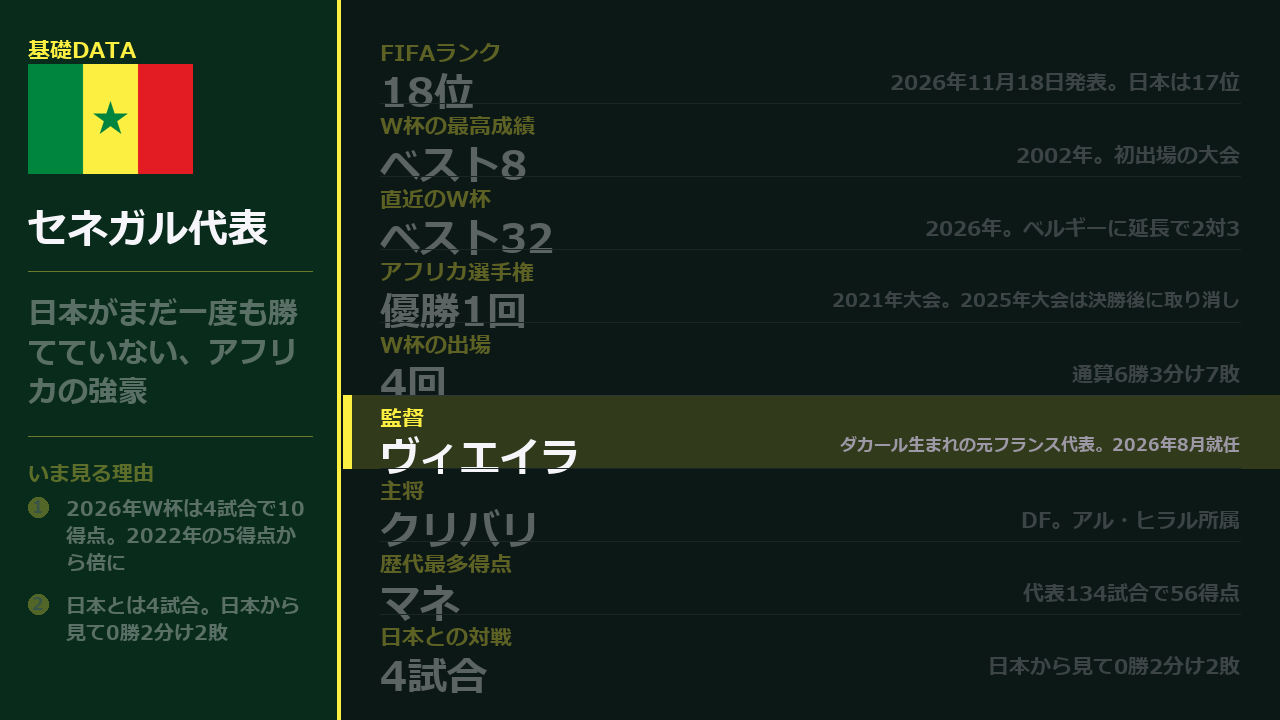 基礎DATA
セネガル代表
日本がまだ一度も勝
てていない、アフリ
カの強豪
いま見る理由
1 2026年W杯は4試合で10
得点。2022年の5得点か
ら倍に
2 日本とは4試合。日本から
見て0勝2分け2敗
FIFAランク
18位
2026年11月18日発表。日本は17位
W杯の最高成績
ベスト8
2002年。初出場の大会
直近のW杯
ベスト32
2026年。ベルギーに延長で2対3
アフリカ選手権
優勝1回
2021年大会。2025年大会は決勝後に取り消し
W杯の出場
4回
通算6勝3分け7敗
監督
ヴィエイラ
ダカール生まれの元フランス代表。2026年8月就任
主将
クリバリ
DF。アル・ヒラル所属
歴代最多得点
マネ
代表134試合で56得点
日本との対戦
4試合
日本から見て0勝2分け2敗